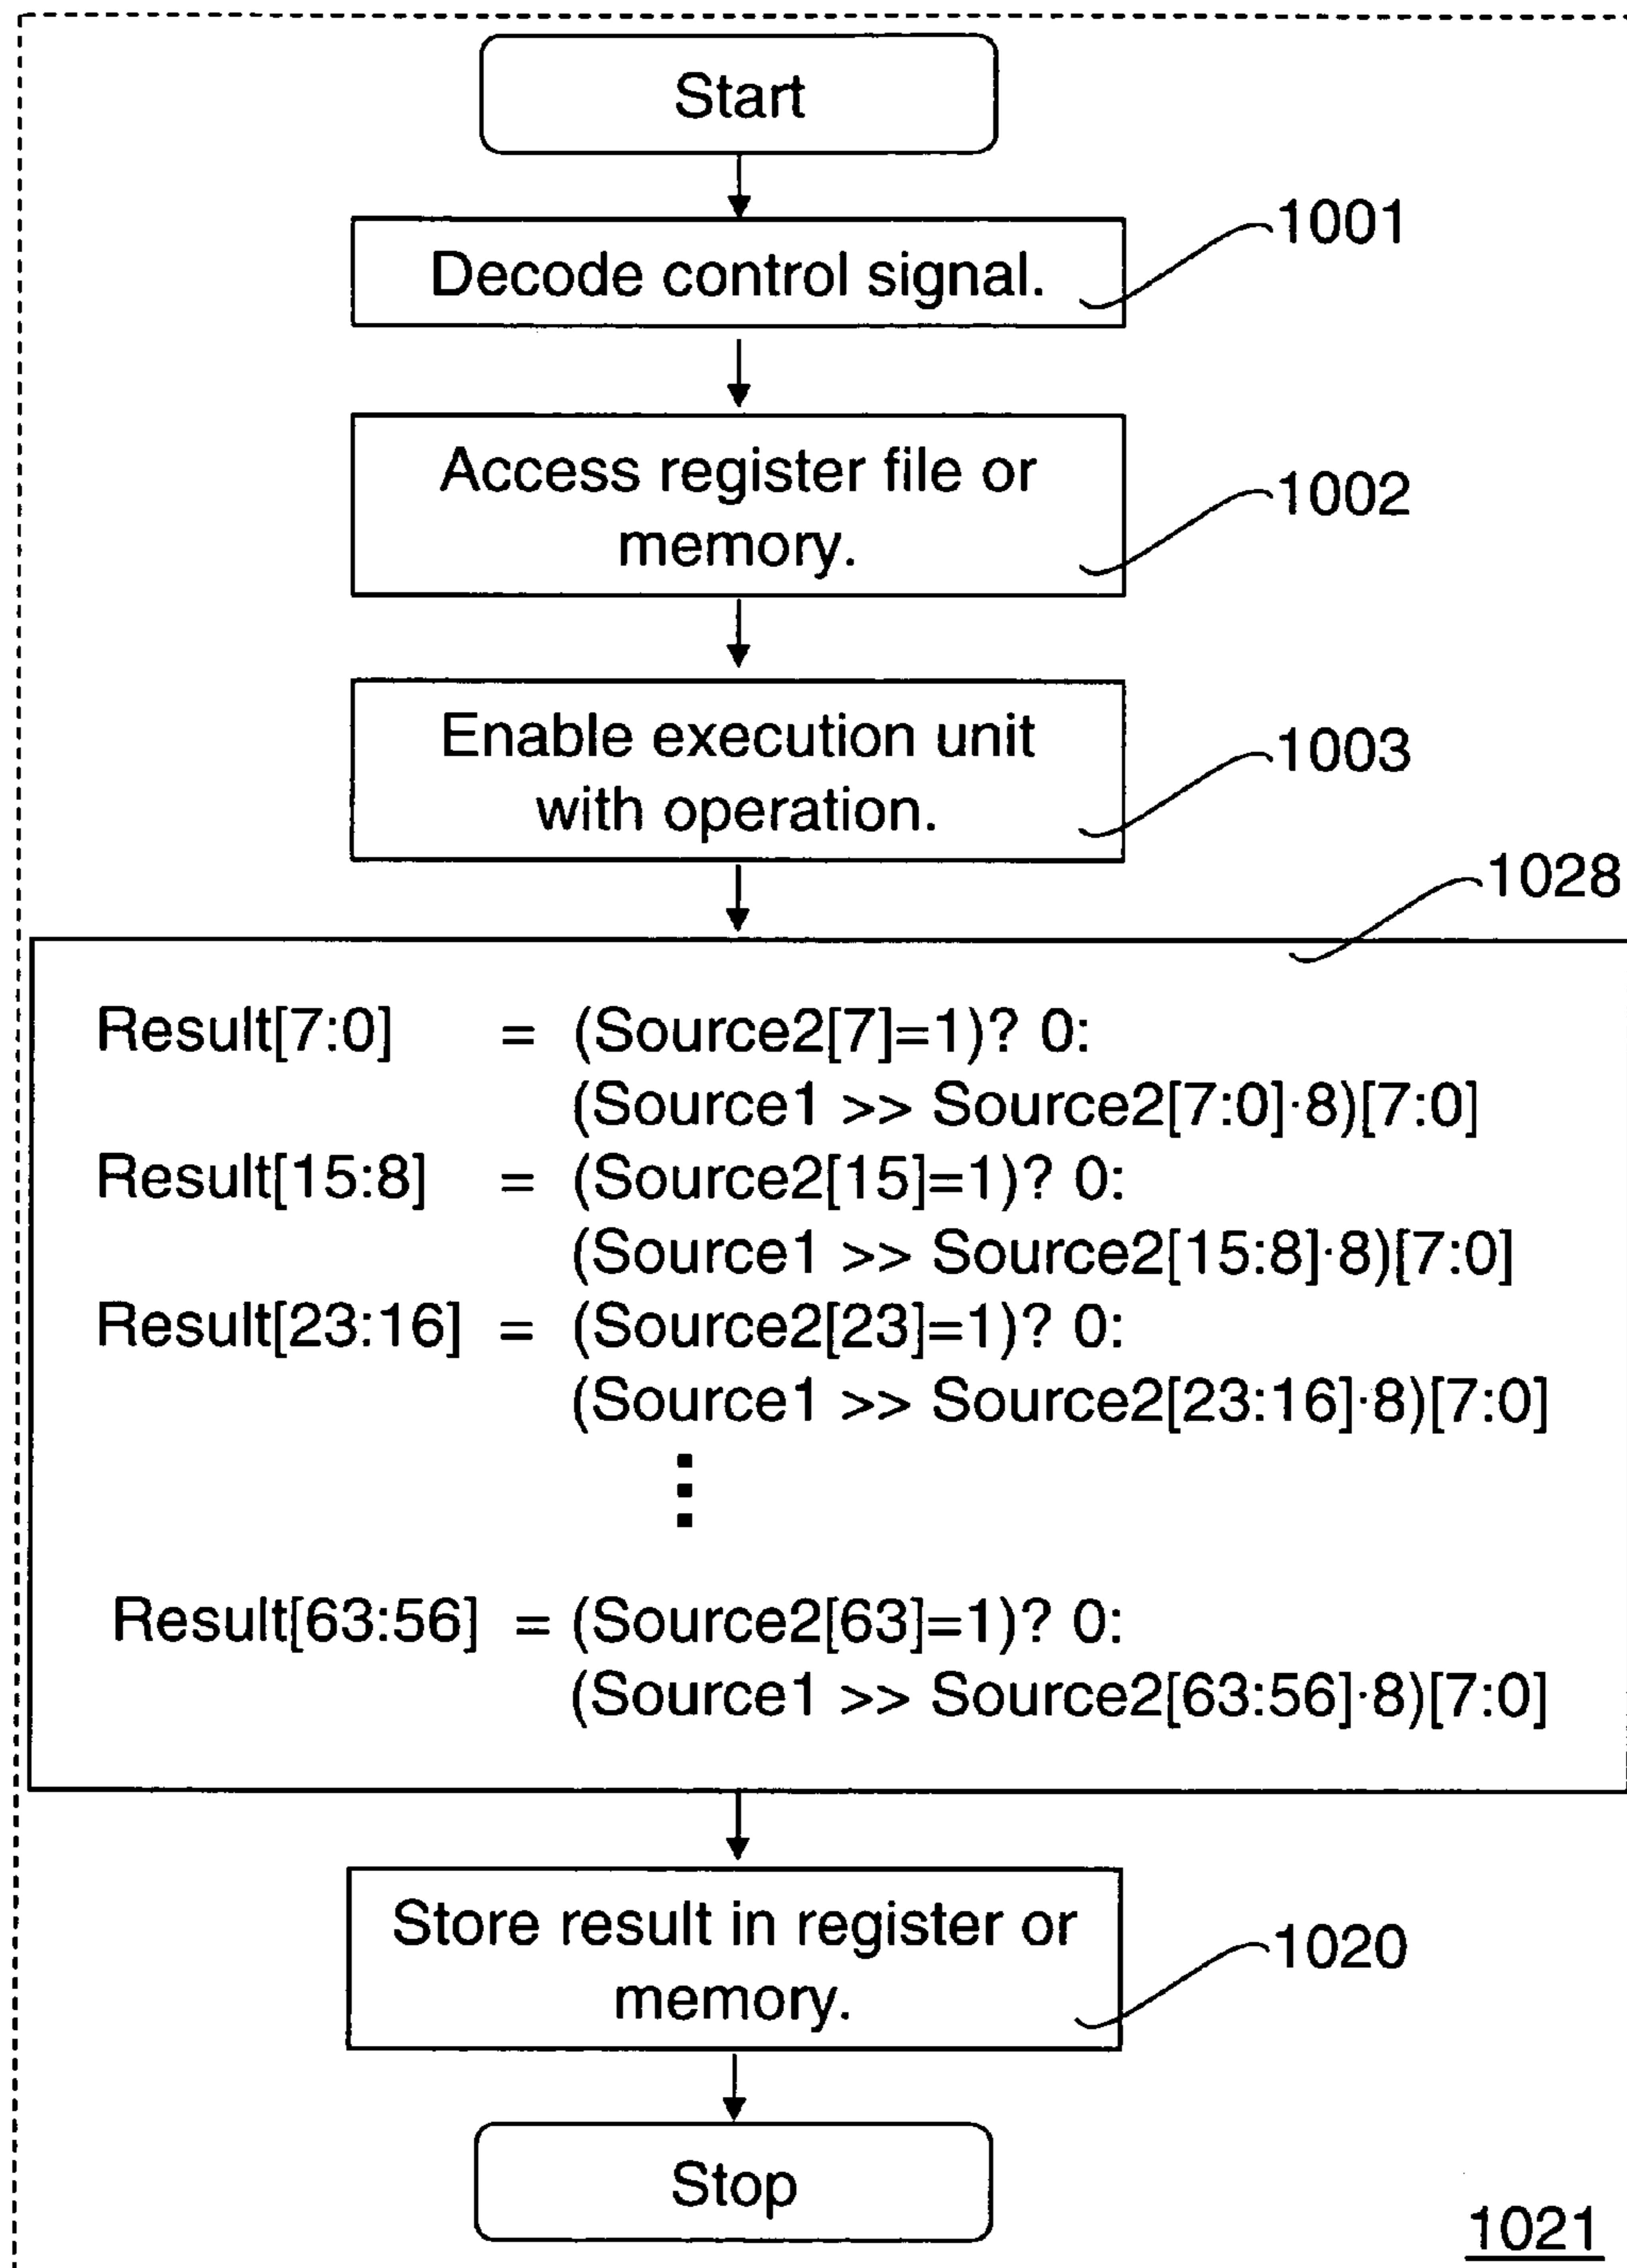 Start
Decode control signal.
1001
Access register file or
memory.
1002
Enable execution unit
with operation.
1003
1028
Result[7:0] = (Source2[7]=1)? 0:
(Source1 >> Source2[7:0]·8)[7:0]
Result[15:8] = (Source2[15]=1)? 0:
(Source1 >> Source2[15:8]·8)[7:0]
Result[23:16] = (Source2[23]=1)? 0:
(Source1 >> Source2[23:16]·8)[7:0]
Result[63:56] = (Source2[63]=1)? 0:
(Source1 >> Source2[63:56]·8)[7:0]
Store result in register or
memory.
1020
Stop
1021